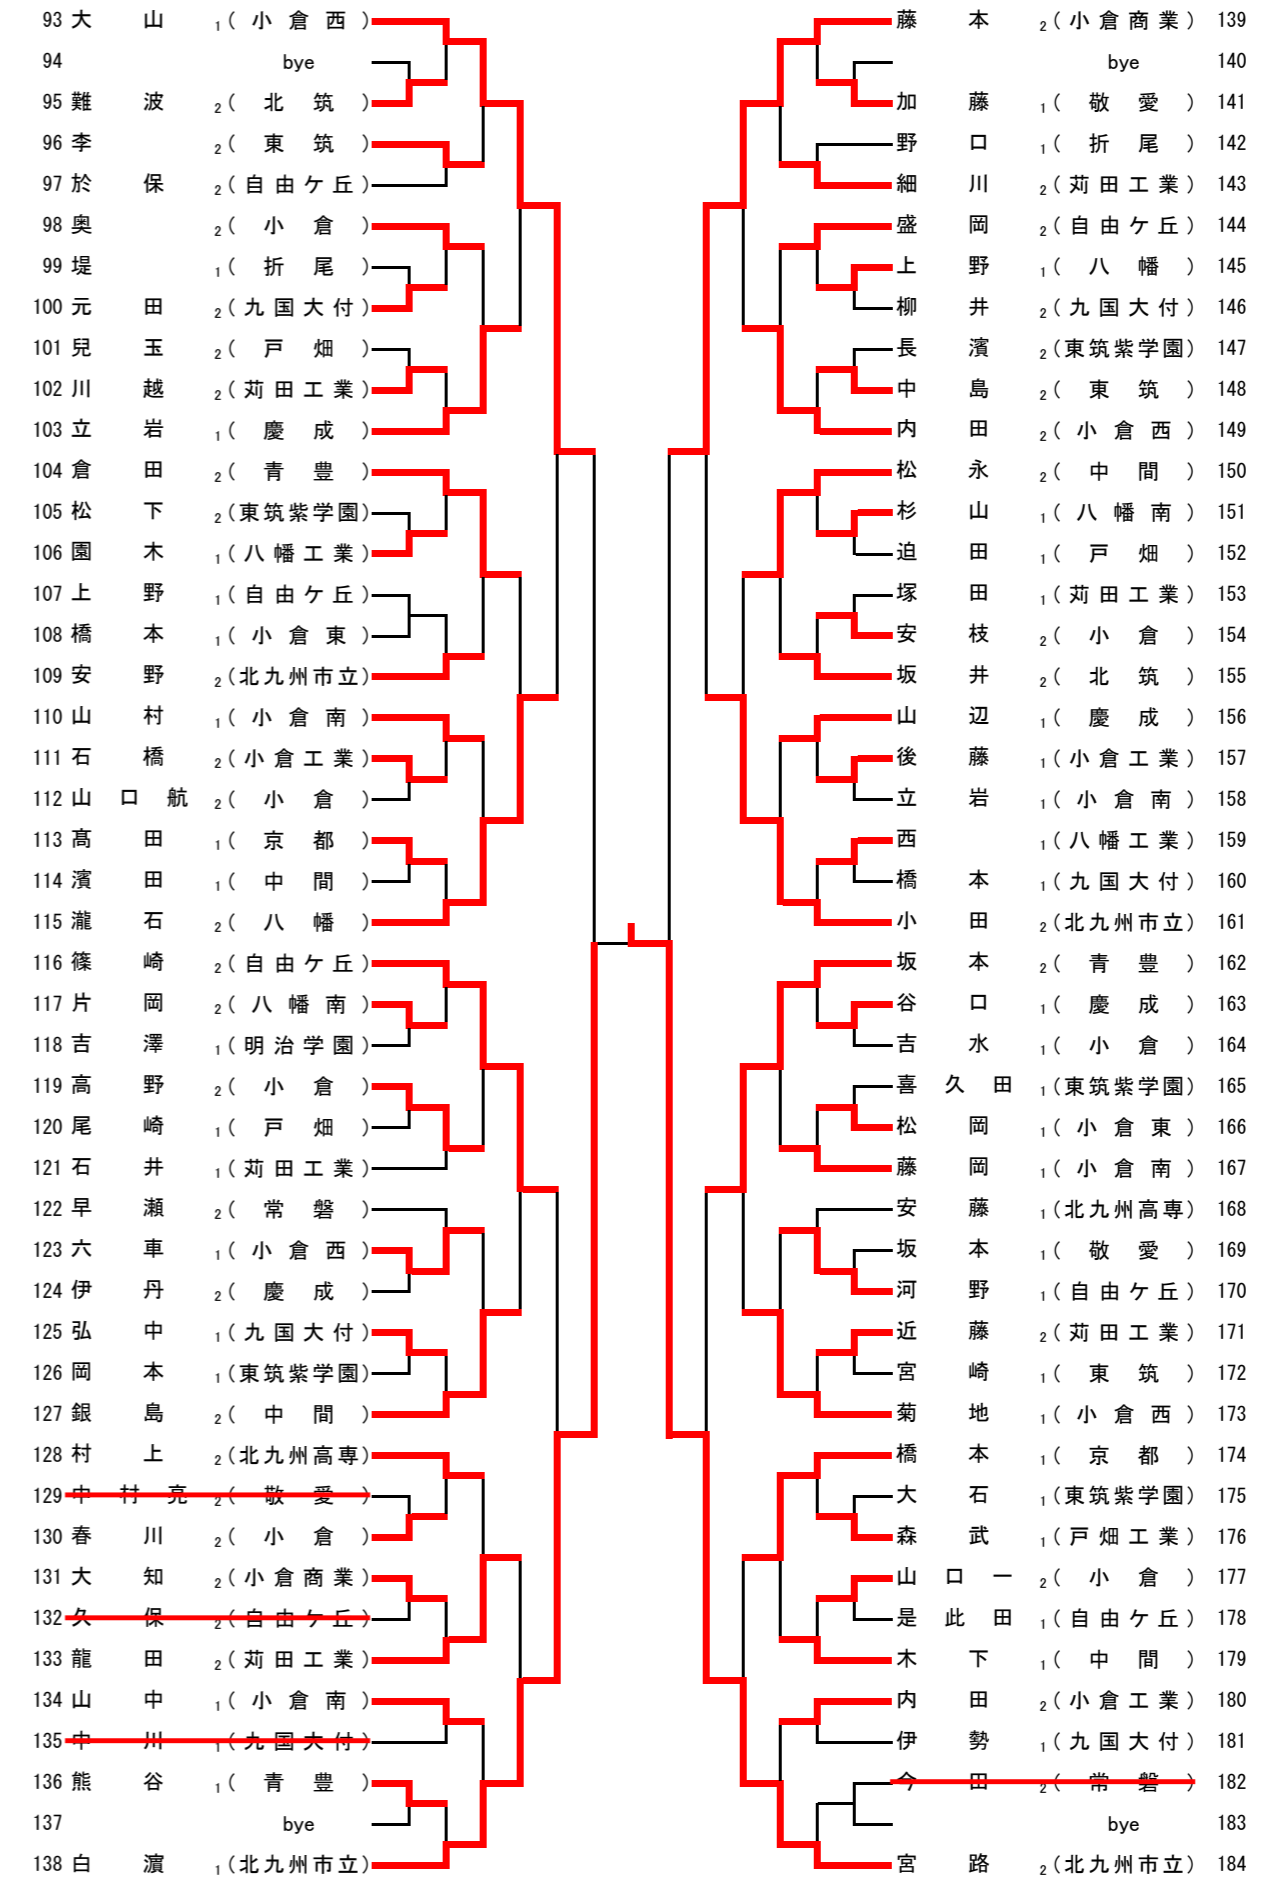 93 大山 1(小倉西)
94 bye
95 難波 2(北筑)
96 李 2(東筑)
97 於保 2(自由ケ丘)
98 奥 2(小倉)
99 堤 1(折尾)
100 元田 2(九国大付)
101 兒玉 2(戸畑)
102 川越 2(苅田工業)
103 立岩 1(慶成)
104 倉田 2(青豊)
105 松下 2(東筑紫学園)
106 園木 1(八幡工業)
107 上野 1(自由ケ丘)
108 橋本 1(小倉東)
109 安野 2(北九州市立)
110 山村 1(小倉南)
111 石橋 2(小倉工業)
112 山口航 2(小倉)
113 髙田 1(京都)
114 濱田 1(中間)
115 瀧石 2(八幡)
116 篠崎 2(自由ケ丘)
117 片岡 2(八幡南)
118 吉澤 1(明治学園)
119 高野 2(小倉)
120 尾崎 1(戸畑)
121 石井 1(苅田工業)
122 早瀬 2(常磐)
123 六車 1(小倉西)
124 伊丹 2(慶成)
125 弘中 1(九国大付)
126 岡本 1(東筑紫学園)
127 銀島 2(中間)
128 村上 2(北九州高専)
129 中村亮 2(敬愛)
130 春川 2(小倉)
131 大知 2(小倉商業)
132 久保 2(自由ケ丘)
133 龍田 2(苅田工業)
134 山中 1(小倉南)
135 中川 1(九国大付)
136 熊谷 1(青豊)
137 bye
138 白濵 1(北九州市立)
藤本 2(小倉商業) 139
bye 140
加藤 1(敬愛) 141
野口 1(折尾) 142
細川 2(苅田工業) 143
盛岡 2(自由ケ丘) 144
上野 1(八幡) 145
柳井 2(九国大付) 146
長濱 2(東筑紫学園) 147
中島 2(東筑) 148
内田 2(小倉西) 149
松永 2(中間) 150
杉山 1(八幡南) 151
迫田 1(戸畑) 152
塚田 1(苅田工業) 153
安枝 2(小倉) 154
坂井 2(北筑) 155
山辺 1(慶成) 156
後藤 1(小倉工業) 157
立岩 1(小倉南) 158
西 1(八幡工業) 159
橋本 1(九国大付) 160
小田 2(北九州市立) 161
坂本 2(青豊) 162
谷口 1(慶成) 163
吉水 1(小倉) 164
喜久田 1(東筑紫学園) 165
松岡 1(小倉東) 166
藤岡 1(小倉南) 167
安藤 1(北九州高専) 168
坂本 1(敬愛) 169
河野 1(自由ケ丘) 170
近藤 2(苅田工業) 171
宮崎 1(東筑) 172
菊地 1(小倉西) 173
橋本 1(京都) 174
大石 1(東筑紫学園) 175
森武 1(戸畑工業) 176
山口一 2(小倉) 177
是此田 1(自由ケ丘) 178
木下 1(中間) 179
内田 2(小倉工業) 180
伊勢 1(九国大付) 181
今田 2(常磐) 182
bye 183
宮路 2(北九州市立) 184